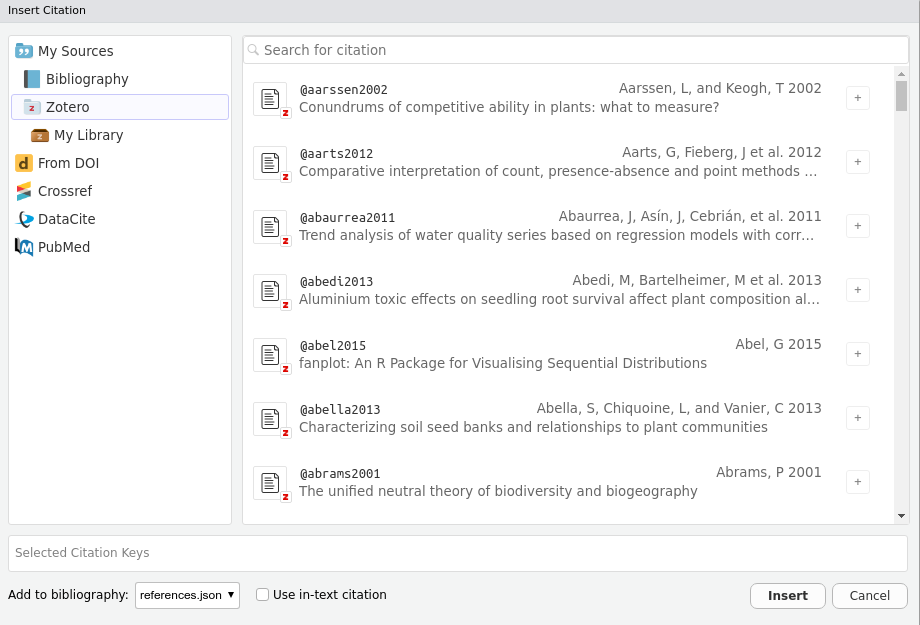 Insert Citation
My Sources
Bibliography
Zotero
My Library
From DOI
Crossref
DataCite
PubMed
Search for citation
@aarssen2002 Aarssen, L, and Keogh, T 2002
Conundrums of competitive ability in plants: what to measure?
@aarts2012 Aarts, G, Fieberg, J et al. 2012
Comparative interpretation of count, presence-absence and point methods ...
@abaurrea2011 Abaurrea, J, Asín, J, Cebrián, et al. 2011
Trend analysis of water quality series based on regression models with corr...
@abedi2013 Abedi, M, Bartelheimer, M et al. 2013
Aluminium toxic effects on seedling root survival affect plant composition al...
@abel2015 Abel, G 2015
fanplot: An R Package for Visualising Sequential Distributions
@abella2013 Abella, S, Chiquoine, L, and Vanier, C 2013
Characterizing soil seed banks and relationships to plant communities
@abrams2001 Abrams, P 2001
The unified neutral theory of biodiversity and biogeography
Selected Citation Keys
Add to bibliography: references.json Use in-text citation Insert Cancel